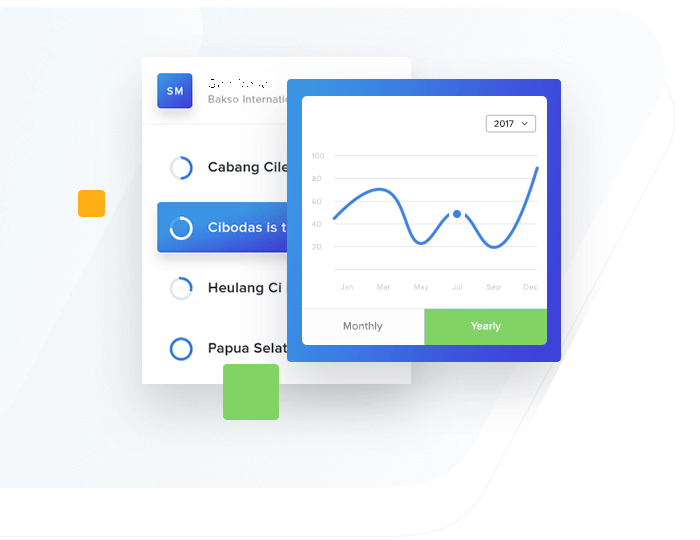 SM
Bakso Internati
Cabang Cile
Cibodas is t
Heulang Ci
Papua Selat
2017
100
80
60
40
20
Jan Mar May Jul Sep Dec
Monthly Yearly